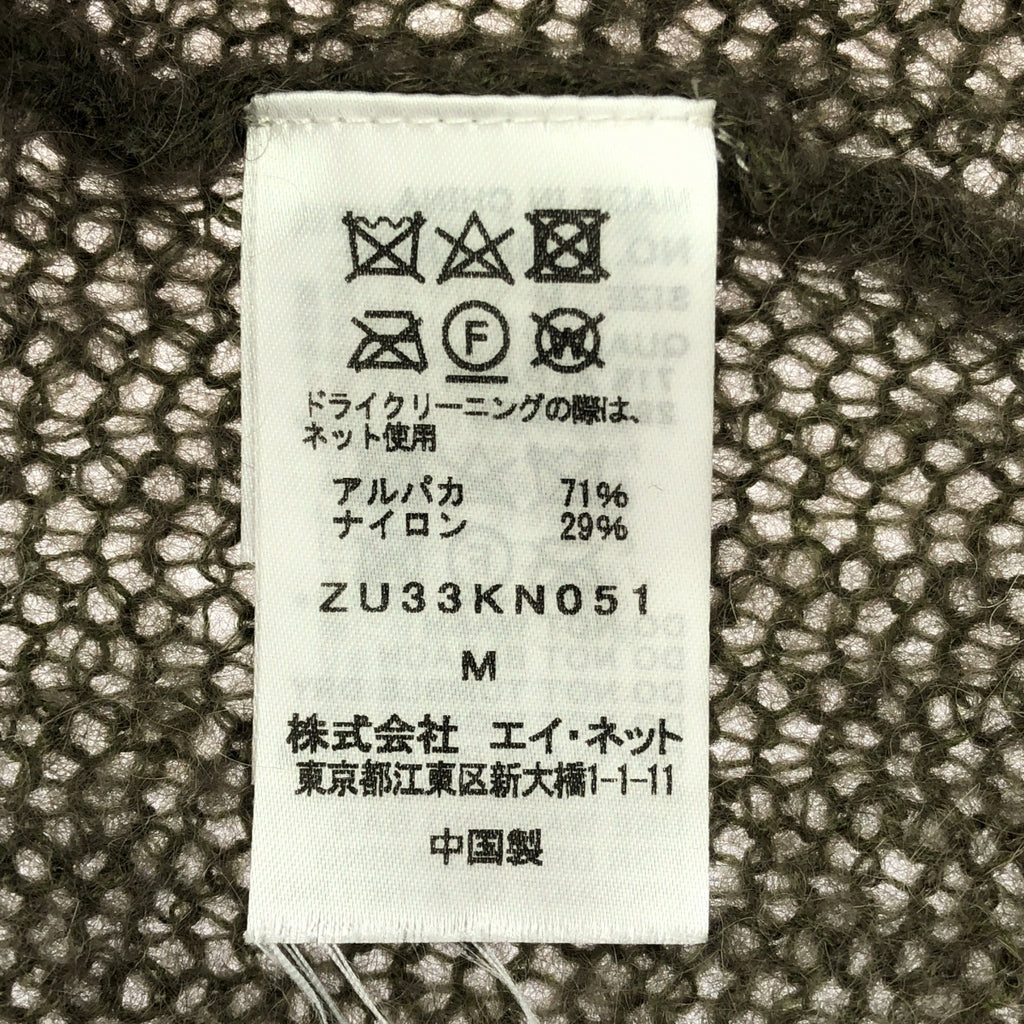 F W
ドライクリーニングの際は、
ネット使用
アルパカ 71%
ナイロン 29%
ZU33KN051
M
株式会社 エイ・ネット
東京都江東区新大橋1-1-11
中国製